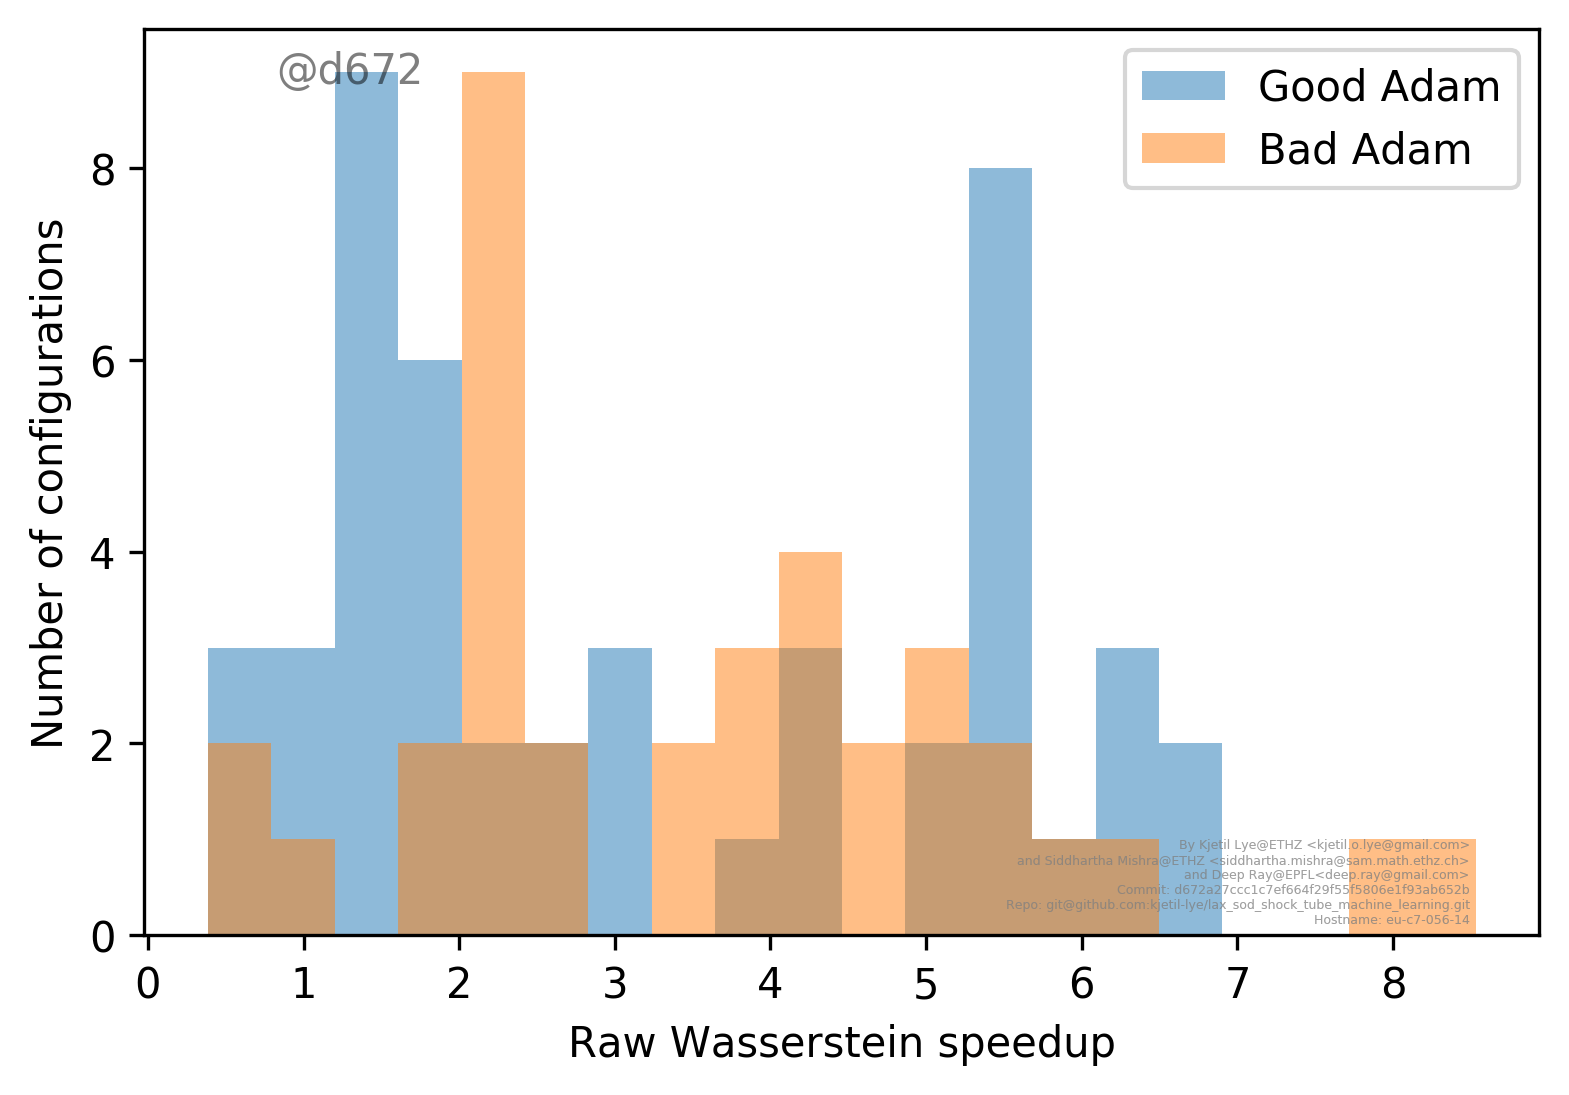 @d672
Good Adam
Bad Adam
Number of configurations
8
6
4
2
0
0 1 2 3 4 5 6 7 8
Raw Wasserstein speedup
By Kjetil Lye@ETHZ <kjetil.o.lye@gmail.com>
and Siddhartha Mishra@ETHZ <siddhartha.mishra@sam.math.ethz.ch>
and Deep Ray@EPFL<deep.ray@gmail.com>
Commit: d672a27ccc1c7ef664f29f55f5806e1f93ab652b
Repo: git@github.com:kjetil-lye/lax_sod_shock_tube_machine_learning.git
Hostname: eu-c7-056-14